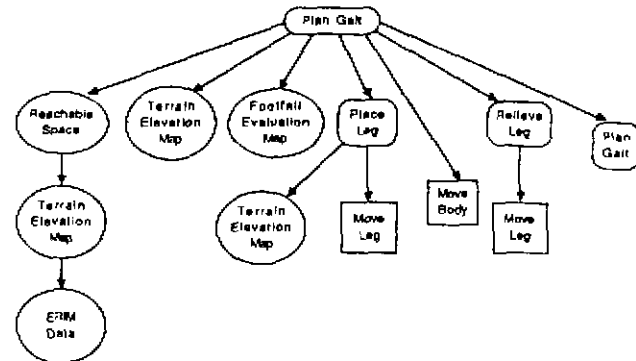 Plan Gait
Reachable
Space
Terrain
Elevation
Map
Footfall
Evaluation
Map
Place
Leg
Relieve
Leg
Plan
Gait
Terrain
Elevation
Map
Terrain
Elevation
Map
Move
Leg
Move
Body
Move
Leg
ERIM
Data